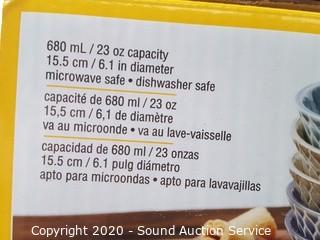 680 mL / 23 oz capacity
15.5 cm / 6.1 in diameter
microwave safe • dishwasher safe
capacité de 680 ml / 23 oz
15,5 cm / 6,1 de diamètre
va au microonde • va au lave-vaisselle
capacidad de 680 ml / 23 onzas
15.5 cm / 6.1 pulg diámetro
apto para microondas • apto para lavavajillas
Copyright 2020 - Sound Auction Service